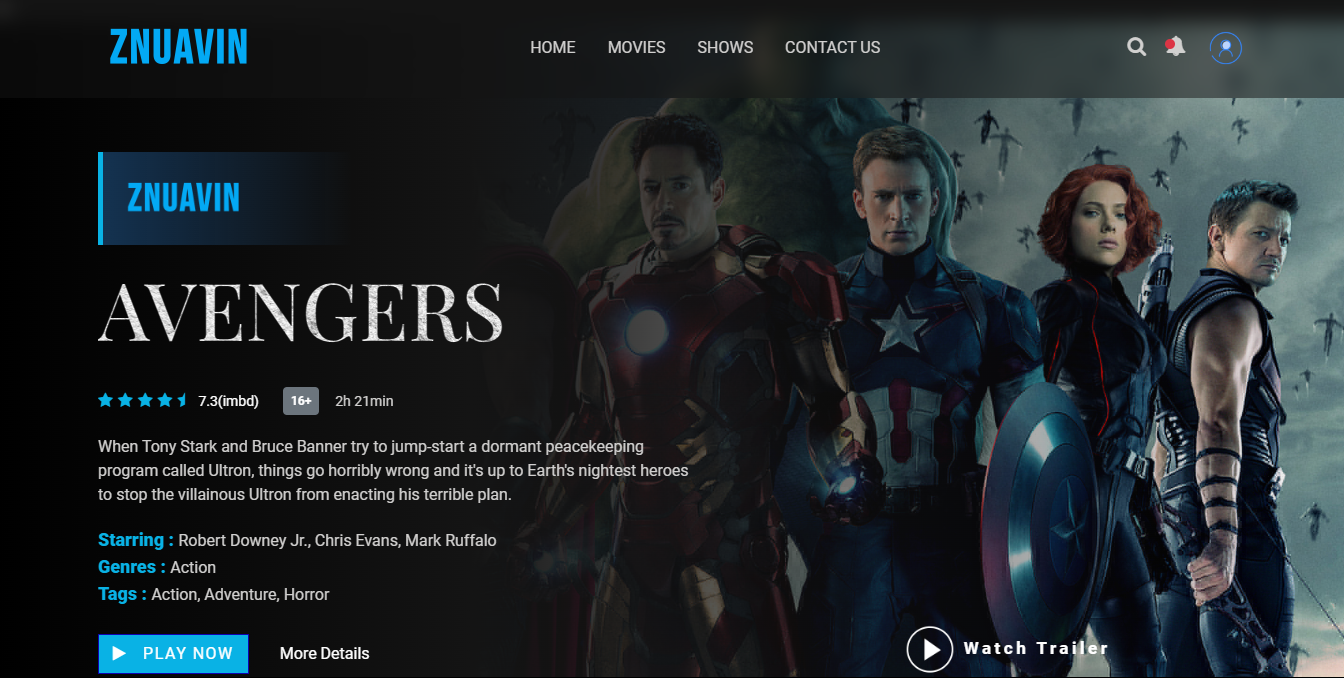 ZNUAVIN
HOME MOVIES SHOWS CONTACT US
ZNUAVIN
AVENGERS
7.3(imbd) 16+ 2h 21min
When Tony Stark and Bruce Banner try to jump-start a dormant peacekeeping
program called Ultron, things go horribly wrong and it's up to Earth's nightest heroes
to stop the villainous Ultron from enacting his terrible plan.
Starring : Robert Downey Jr., Chris Evans, Mark Ruffalo
Genres : Action
Tags : Action, Adventure, Horror
PLAY NOW More Details
Watch Trailer